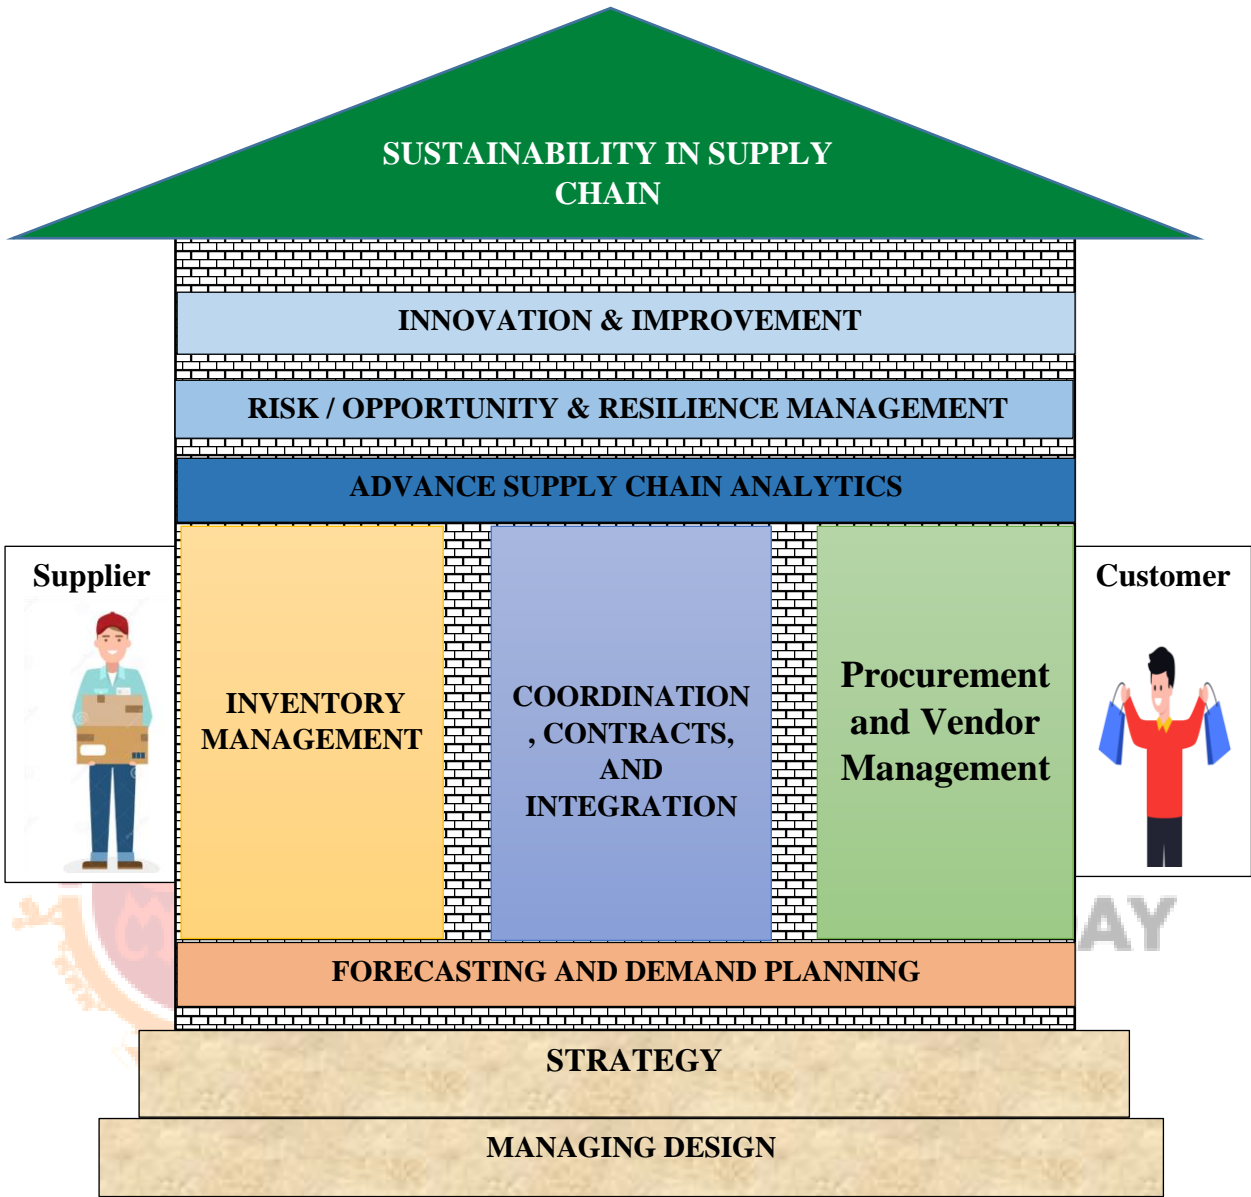 SUSTAINABILITY IN SUPPLY
CHAIN
INNOVATION & IMPROVEMENT
RISK / OPPORTUNITY & RESILIENCE MANAGEMENT
ADVANCE SUPPLY CHAIN ANALYTICS
Supplier
INVENTORY
MANAGEMENT
COORDINATION
, CONTRACTS,
AND
INTEGRATION
Procurement
and Vendor
Management
Customer
AY
FORECASTING AND DEMAND PLANNING
STRATEGY
MANAGING DESIGN